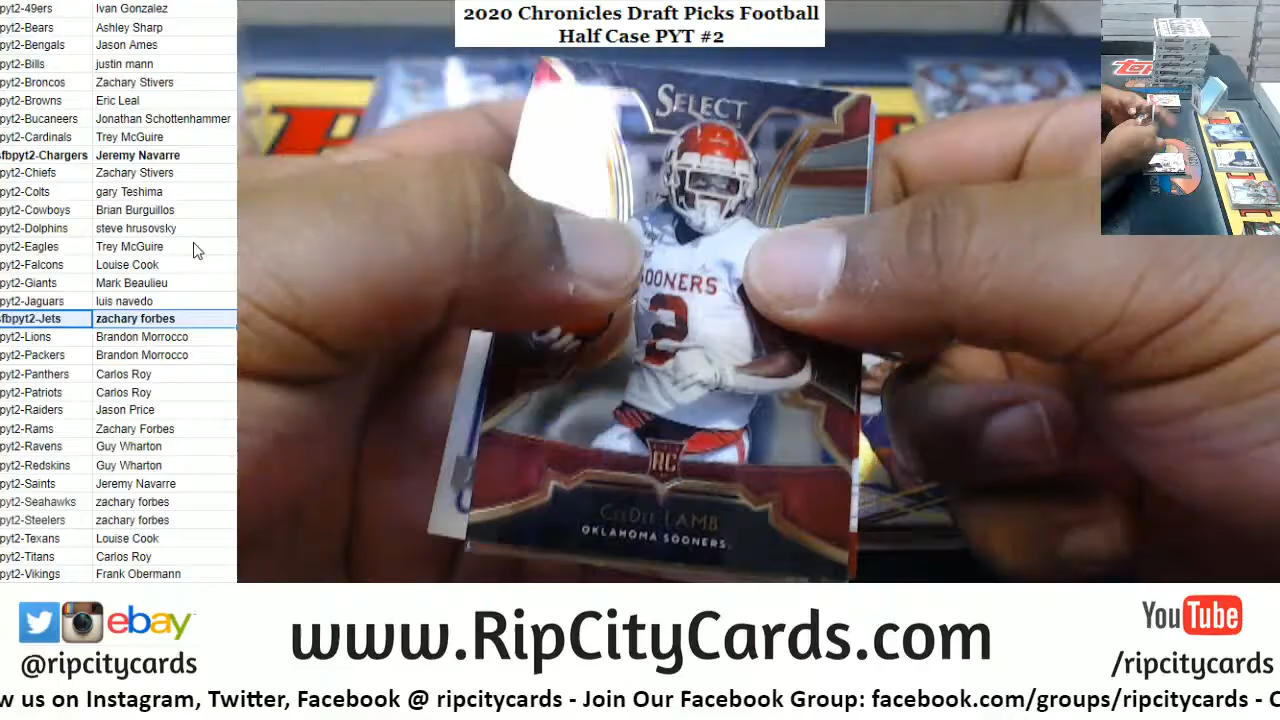 2020 Chronicles Draft Picks Football
Half Case PYT #2
pyt2-49ers Ivan Gonzalez
pyt2-Bears Ashley Sharp
pyt2-Bengals Jason Ames
pyt2-Bills justin mann
pyt2-Broncos Zachary Stivers
pyt2-Browns Eric Leal
pyt2-Bucaneers Jonathan Schottenhammer
pyt2-Cardinals Trey McGuire
sfbpyt2-Chargers Jeremy Navarre
pyt2-Chiefs Zachary Stivers
pyt2-Colts gary Teshima
pyt2-Cowboys Brian Burguillos
pyt2-Dolphins steve hrusovsky
pyt2-Eagles Trey McGuire
pyt2-Falcons Louise Cook
pyt2-Giants Mark Beaulieu
pyt2-Jaguars luis navedo
sfbpyt2-Jets zachary forbes
pyt2-Lions Brandon Morrocco
pyt2-Packers Brandon Morrocco
pyt2-Panthers Carlos Roy
pyt2-Patriots Carlos Roy
pyt2-Raiders Jason Price
pyt2-Rams Zachary Forbes
pyt2-Ravens Guy Wharton
pyt2-Redskins Guy Wharton
pyt2-Saints Jeremy Navarre
pyt2-Seahawks zachary forbes
pyt2-Steelers zachary forbes
pyt2-Texans Louise Cook
pyt2-Titans Carlos Roy
pyt2-Vikings Frank Obermann
SELECT
SOONERS
2
RC
CEEDEE LAMB
OKLAHOMA SOONERS
ebay
@ripcitycards
www.RipCityCards.com
YouTube
/ripcitycards
w us on Instagram, Twitter, Facebook @ ripcitycards - Join Our Facebook Group: facebook.com/groups/ripcitycards - C